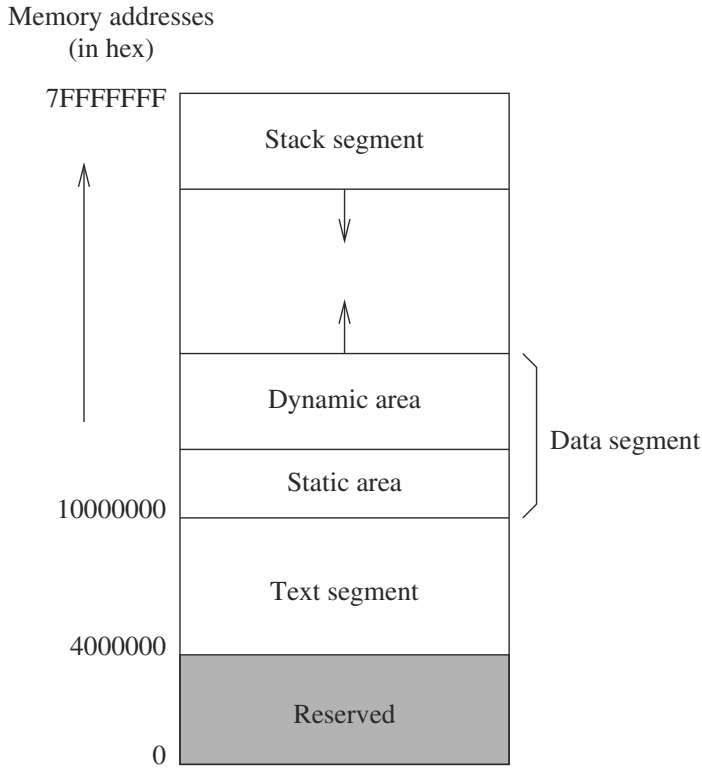 Memory addresses
(in hex)
7FFFFFFF
Stack segment
Dynamic area
Data segment
Static area
10000000
Text segment
4000000
Reserved
0